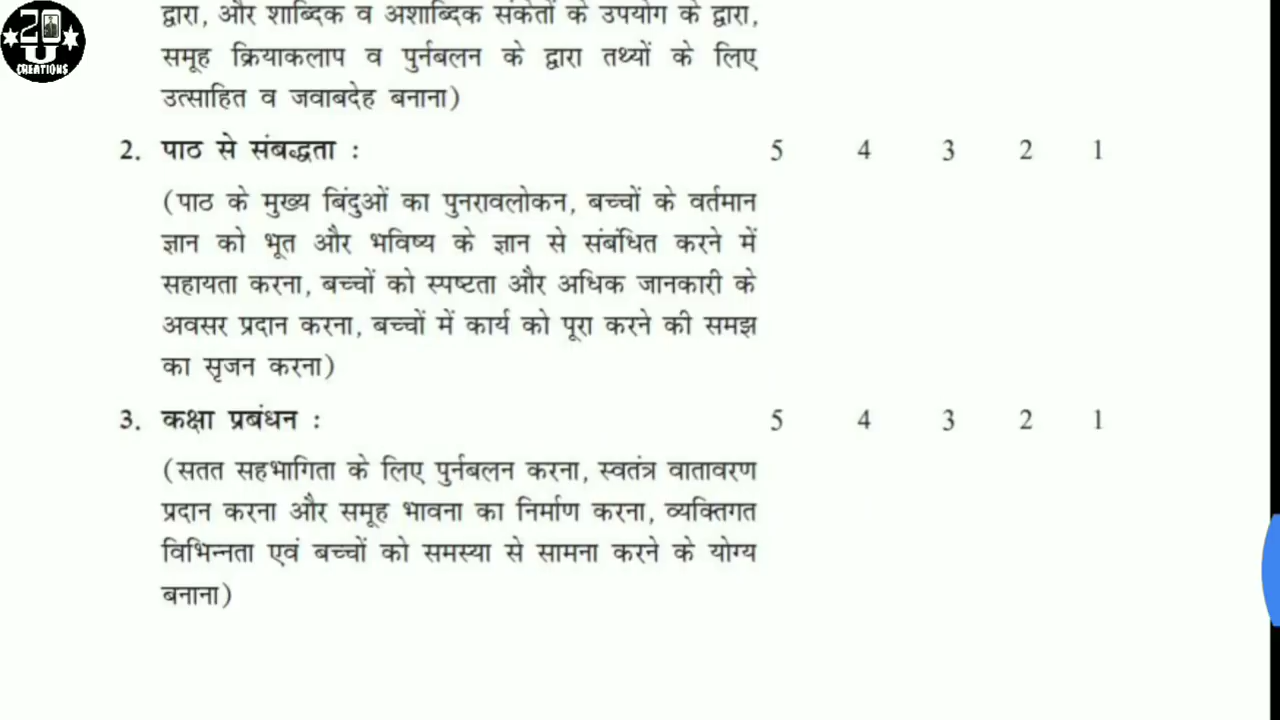 20
U
CREATIONS
द्वारा, और शाब्दिक व अशाब्दिक संकेतों के उपयोग के द्वारा,
समूह क्रियाकलाप व पुर्नबलन के द्वारा तथ्यों के लिए
उत्साहित व जवाबदेह बनाना)
2. पाठ से संबद्धता : 5 4 3 2 1
(पाठ के मुख्य बिंदुओं का पुनरावलोकन, बच्चों के वर्तमान
ज्ञान को भूत और भविष्य के ज्ञान से संबंधित करने में
सहायता करना, बच्चों को स्पष्टता और अधिक जानकारी के
अवसर प्रदान करना, बच्चों में कार्य को पूरा करने की समझ
का सृजन करना)
3. कक्षा प्रबंधन : 5 4 3 2 1
(सतत सहभागिता के लिए पुर्नबलन करना, स्वतंत्र वातावरण
प्रदान करना और समूह भावना का निर्माण करना, व्यक्तिगत
विभिन्नता एवं बच्चों को समस्या से सामना करने के योग्य
बनाना)